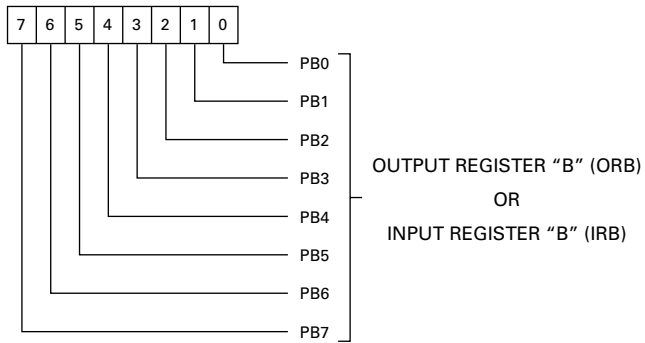 7 6 5 4 3 2 1 0
PB0
PB1
PB2
PB3
PB4
PB5
PB6
PB7
OUTPUT REGISTER “B” (ORB)
OR
INPUT REGISTER “B” (IRB)